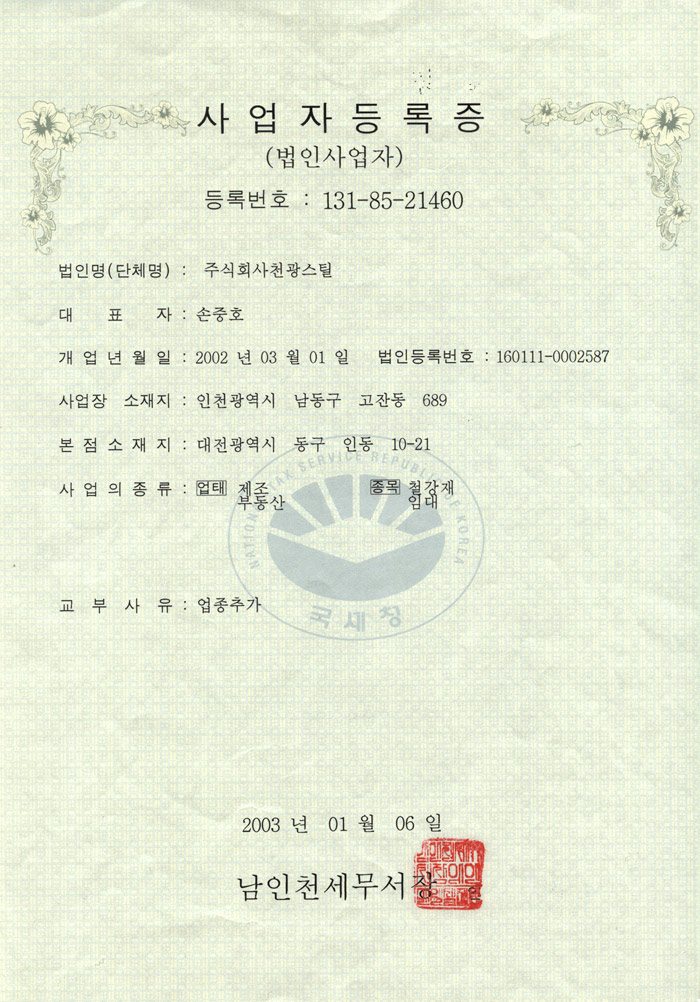 사업자등록증
(법인사업자)
등록번호 : 131-85-21460
법인명(단체명) : 주식회사천광스틸
대 표 자 : 손중호
개 업 년 월 일 : 2002 년 03 월 01 일 법인등록번호 : 160111-0002587
사업장 소재지 : 인천광역시 남동구 고잔동 689
본 점 소 재 지 : 대전광역시 동구 인동 10-21
사 업 의 종 류 : 업태 제조 종목 철강재
부동산 임대
NATIONAL TAX SERVICE REPUBLIC OF KOREA
국세청
교 부 사 유 : 업종추가
2003 년 01 월 06 일
남인천세무서장